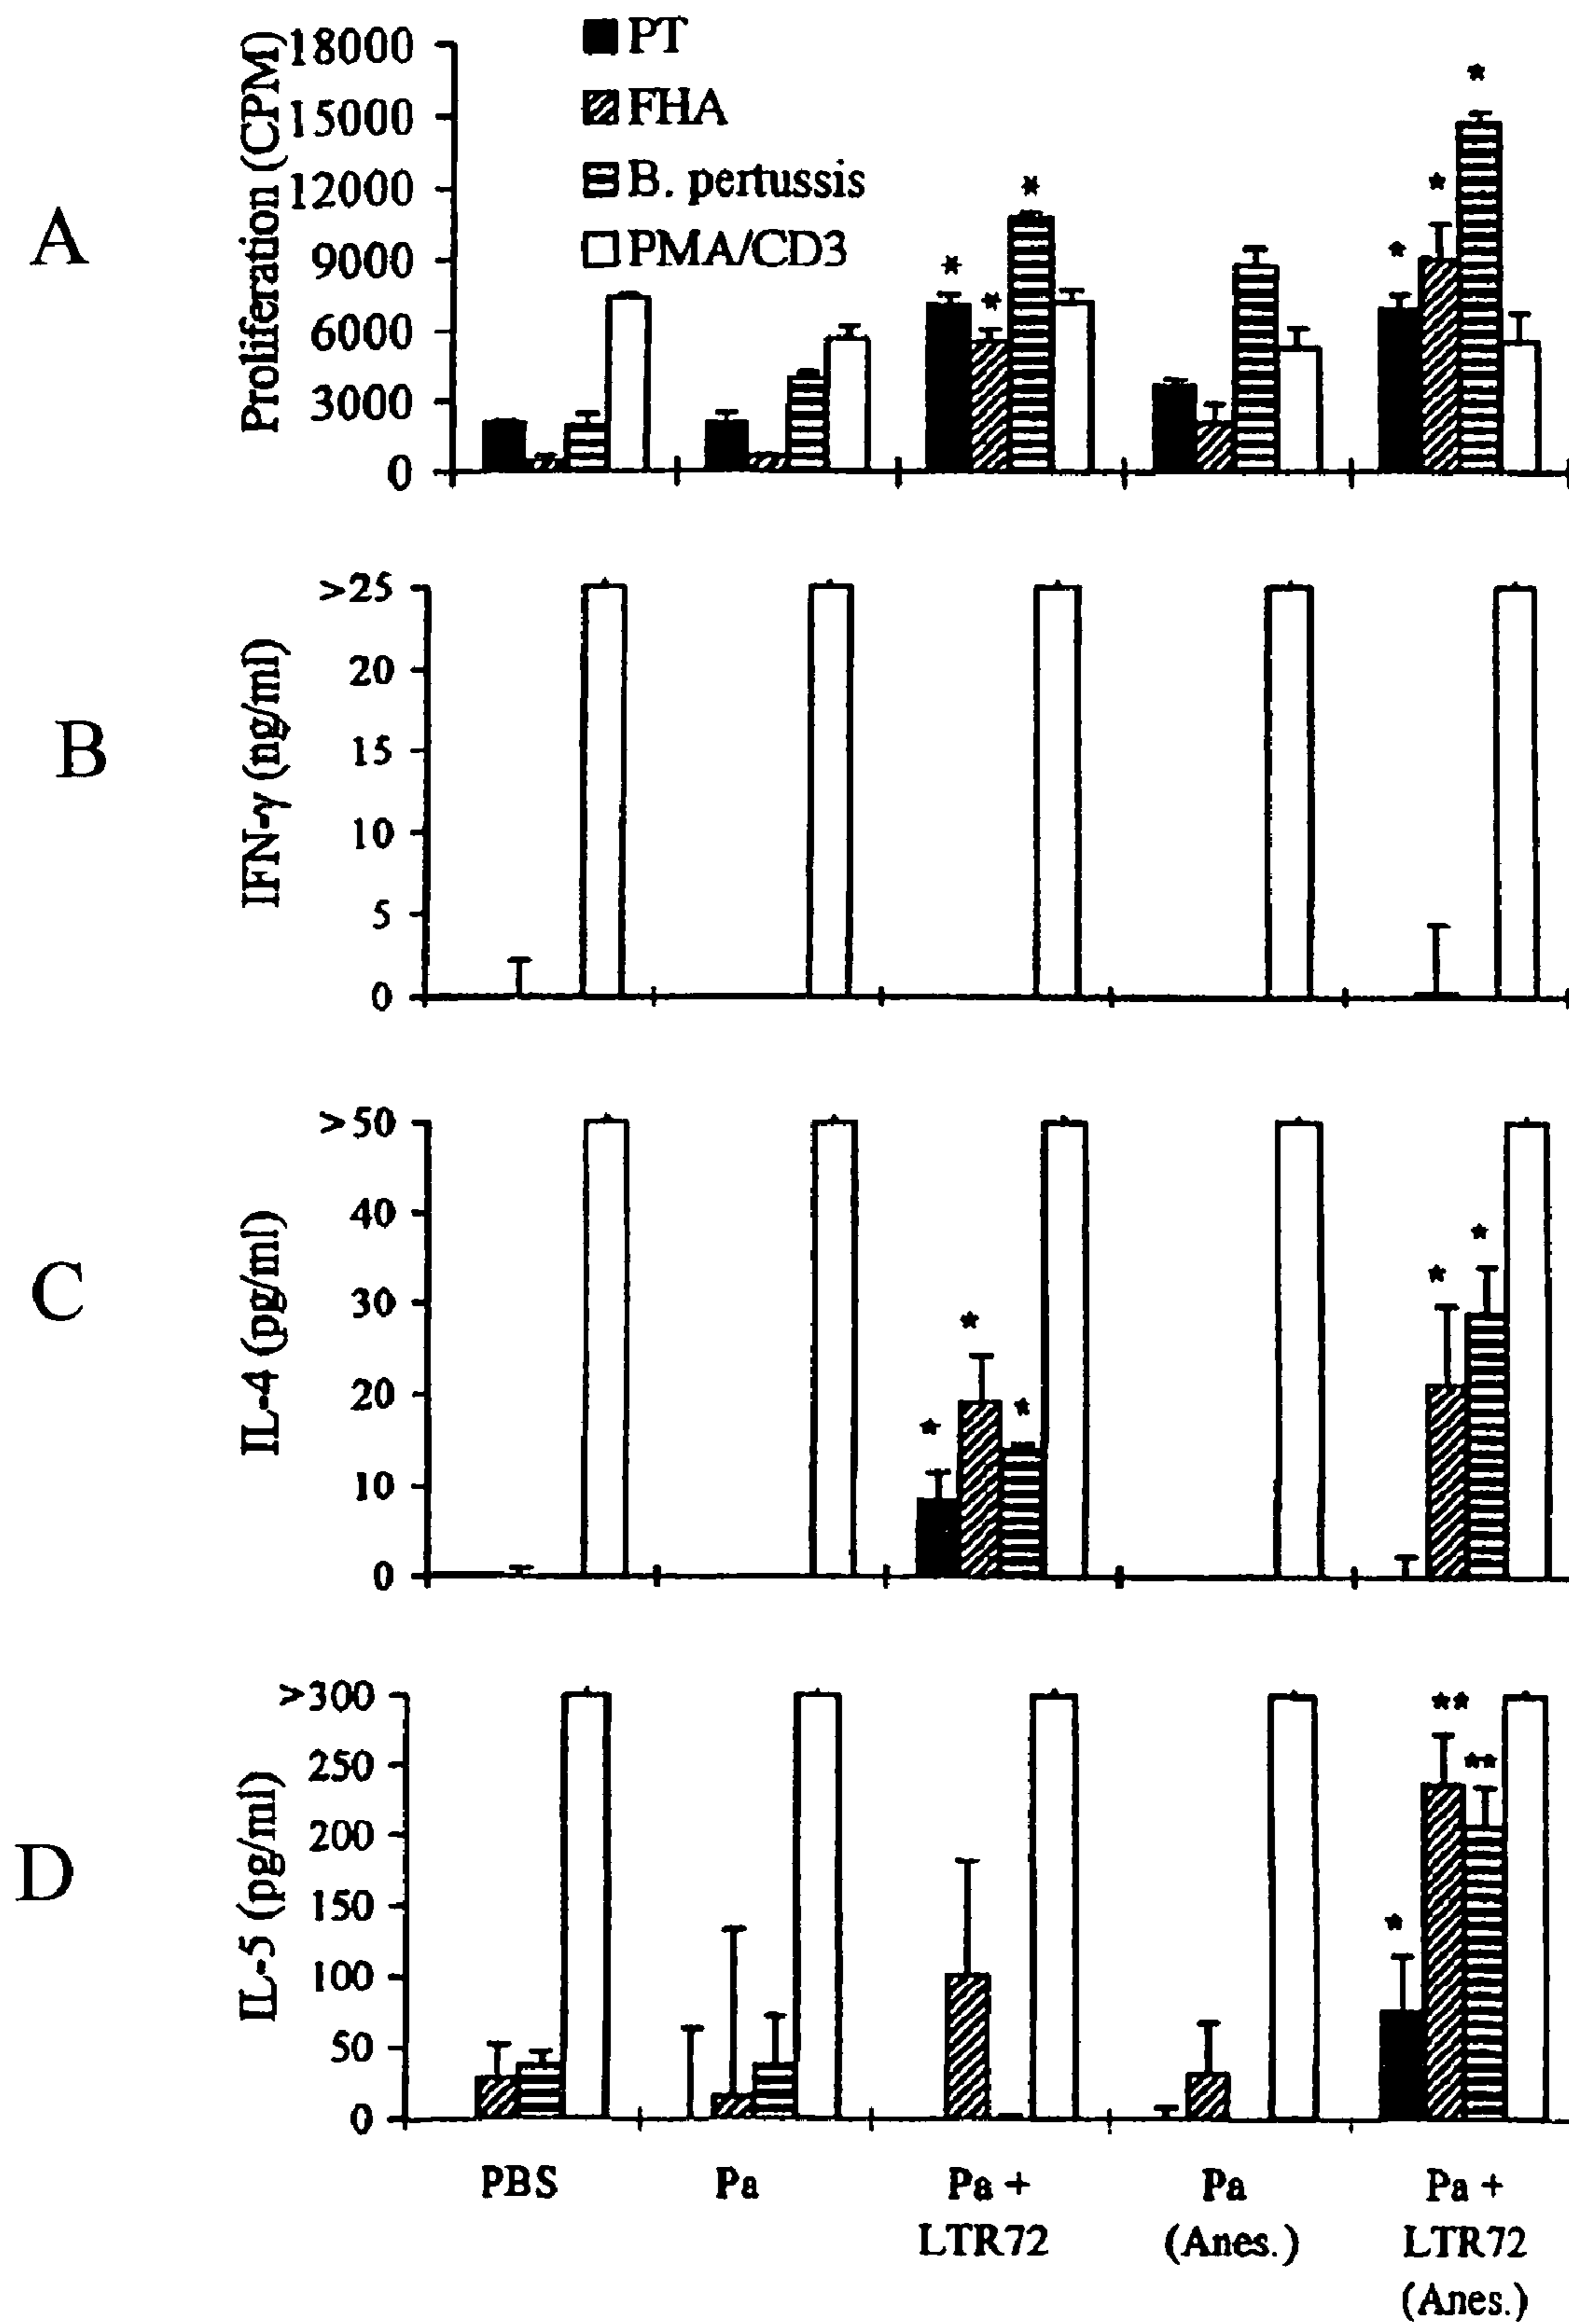 A
Proliferation (CPM)
18000
15000
12000
9000
6000
3000
0
PT
FHA
B. pertussis
PMA/CD3
* * *
* * *
B
IFN-γ (ng/ml)
>25
20
15
10
5
0
C
IL-4 (pg/ml)
>50
40
30
20
10
0
* * *
* *
D
IL-5 (pg/ml)
>300
250
200
150
100
50
0
* ** **
PBS
Pa
Pa +
LTR72
Pa
(Anes.)
Pa +
LTR72
(Anes.)